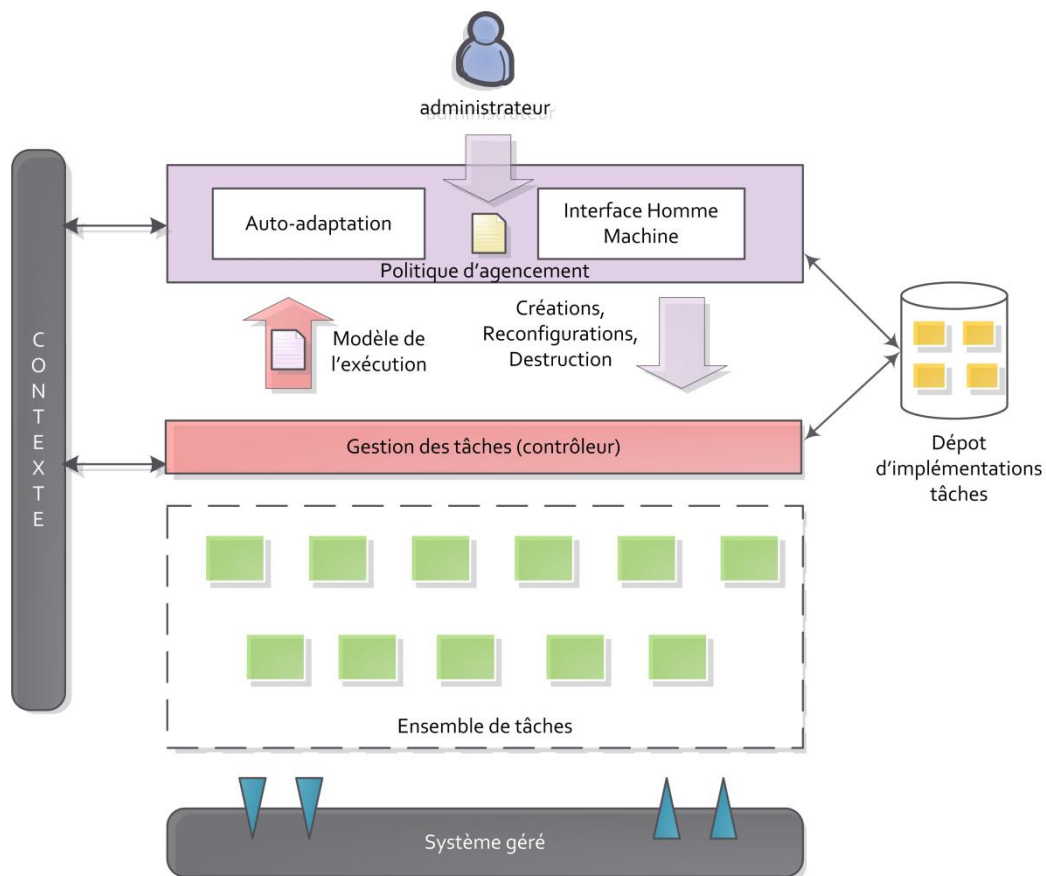 administrateur
Auto-adaptation
Interface Homme
Machine
Politique d'agencement
Modèle de
l'exécution
Créations,
Reconfigurations,
Destruction
CONTEXTE
Gestion des tâches (contrôleur)
Dépot
d'implémentations
tâches
Ensemble de tâches
Système géré